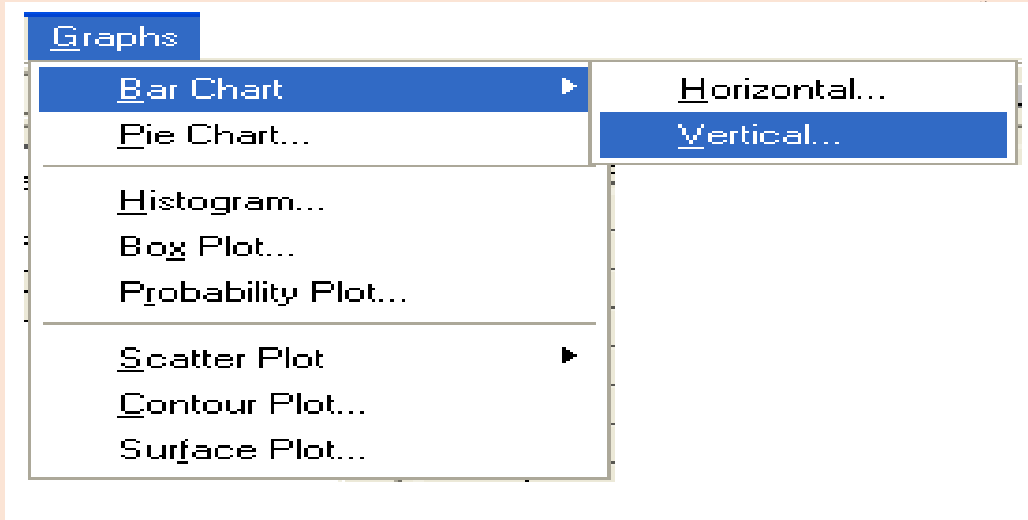 Graphs
Bar Chart
Horizontal...
Pie Chart...
Vertical...
Histogram...
Box Plot...
Probability Plot...
Scatter Plot
Contour Plot...
Surface Plot...